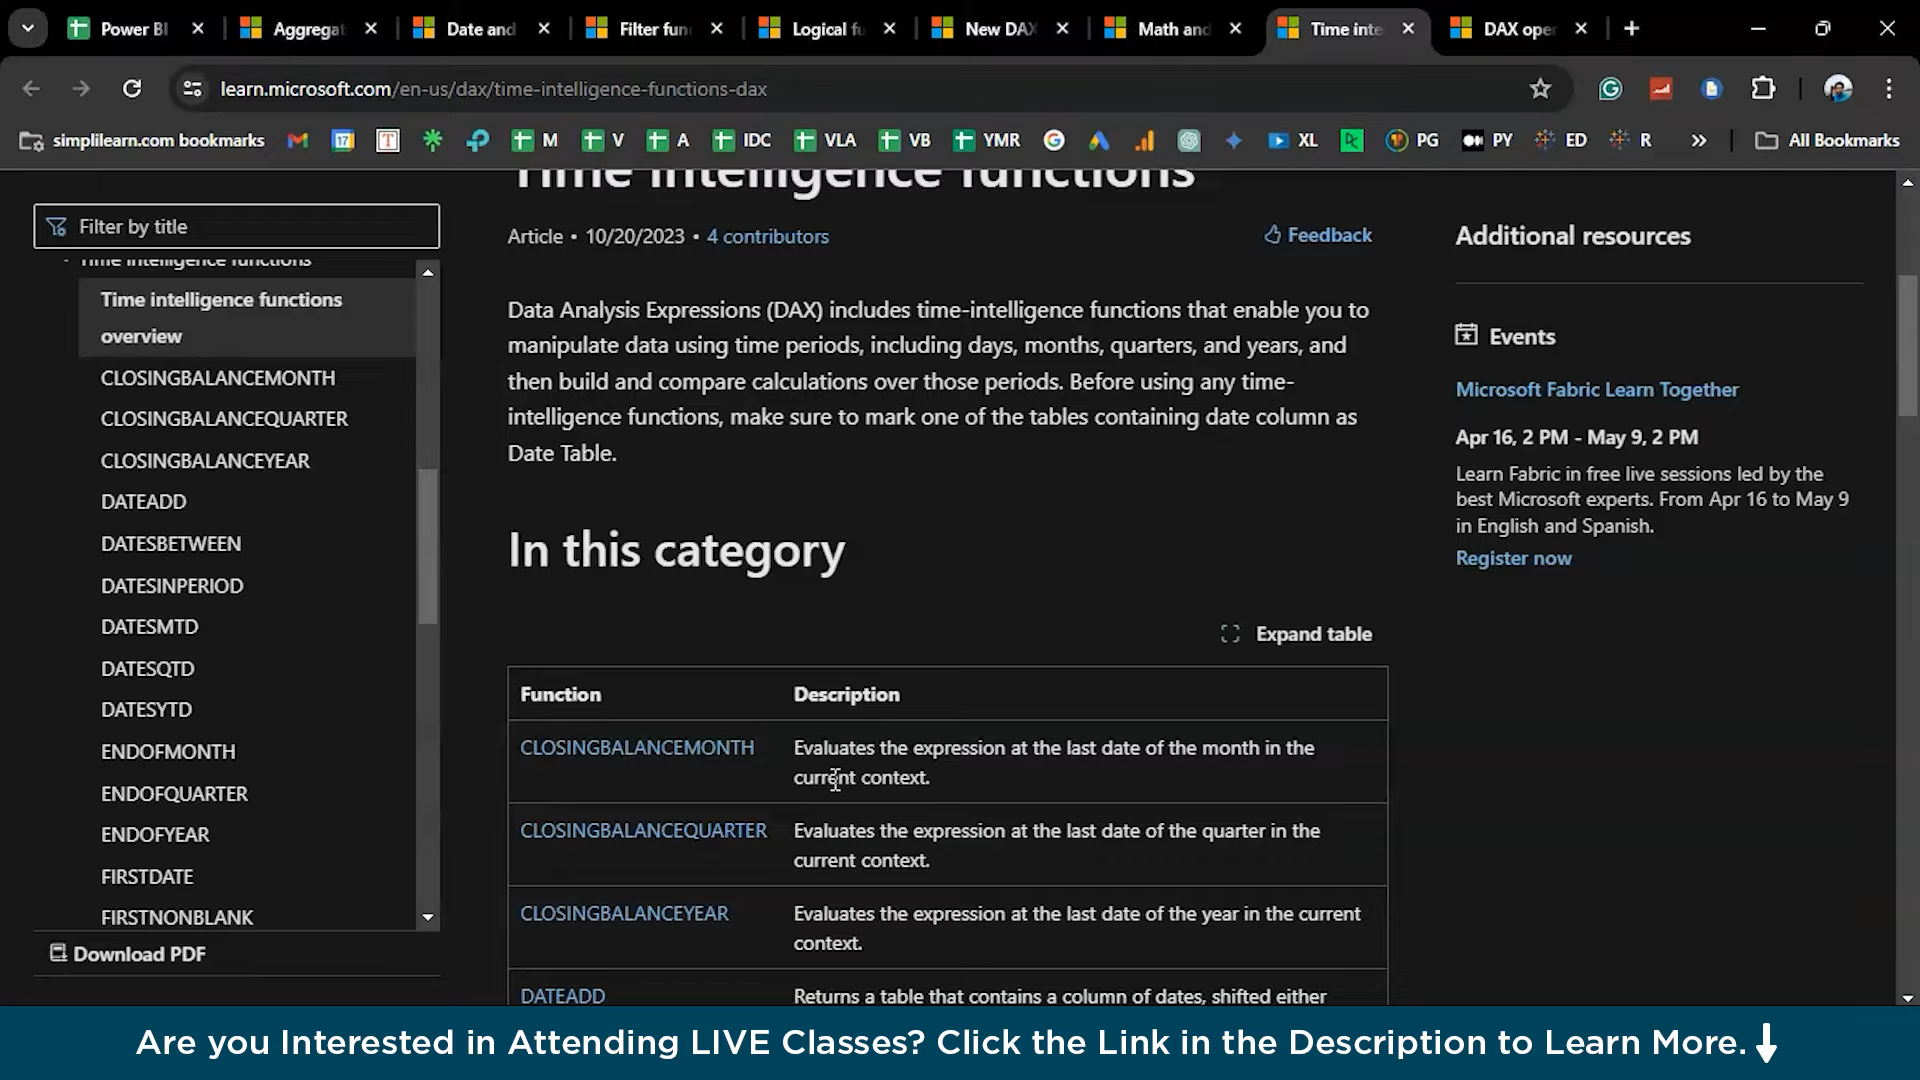 Power BI
Aggregat
Date and
Filter fun
Logical fu
New DAX
Math and
Time inte
DAX ope
learn.microsoft.com/en-us/dax/time-intelligence-functions-dax
simplilearn.com bookmarks
17
T
M
V
A
IDC
VLA
VB
YMR
XL
PG
PY
ED
R
All Bookmarks
Time intelligence functions
Filter by title
Article • 10/20/2023 • 4 contributors
Feedback
Additional resources
Time intelligence functions
Time intelligence functions
overview
CLOSINGBALANCEMONTH
CLOSINGBALANCEQUARTER
CLOSINGBALANCEYEAR
DATEADD
DATESBETWEEN
DATESINPERIOD
DATESMTD
DATESQTD
DATESYTD
ENDOFMONTH
ENDOFQUARTER
ENDOFYEAR
FIRSTDATE
FIRSTNONBLANK
Download PDF
Data Analysis Expressions (DAX) includes time-intelligence functions that enable you to
manipulate data using time periods, including days, months, quarters, and years, and
then build and compare calculations over those periods. Before using any time-
intelligence functions, make sure to mark one of the tables containing date column as
Date Table.
In this category
Expand table
Function Description
CLOSINGBALANCEMONTH Evaluates the expression at the last date of the month in the
current context.
CLOSINGBALANCEQUARTER Evaluates the expression at the last date of the quarter in the
current context.
CLOSINGBALANCEYEAR Evaluates the expression at the last date of the year in the current
context.
DATEADD Returns a table that contains a column of dates, shifted either
Events
Microsoft Fabric Learn Together
Apr 16, 2 PM - May 9, 2 PM
Learn Fabric in free live sessions led by the
best Microsoft experts. From Apr 16 to May 9
in English and Spanish.
Register now
Are you Interested in Attending LIVE Classes? Click the Link in the Description to Learn More.